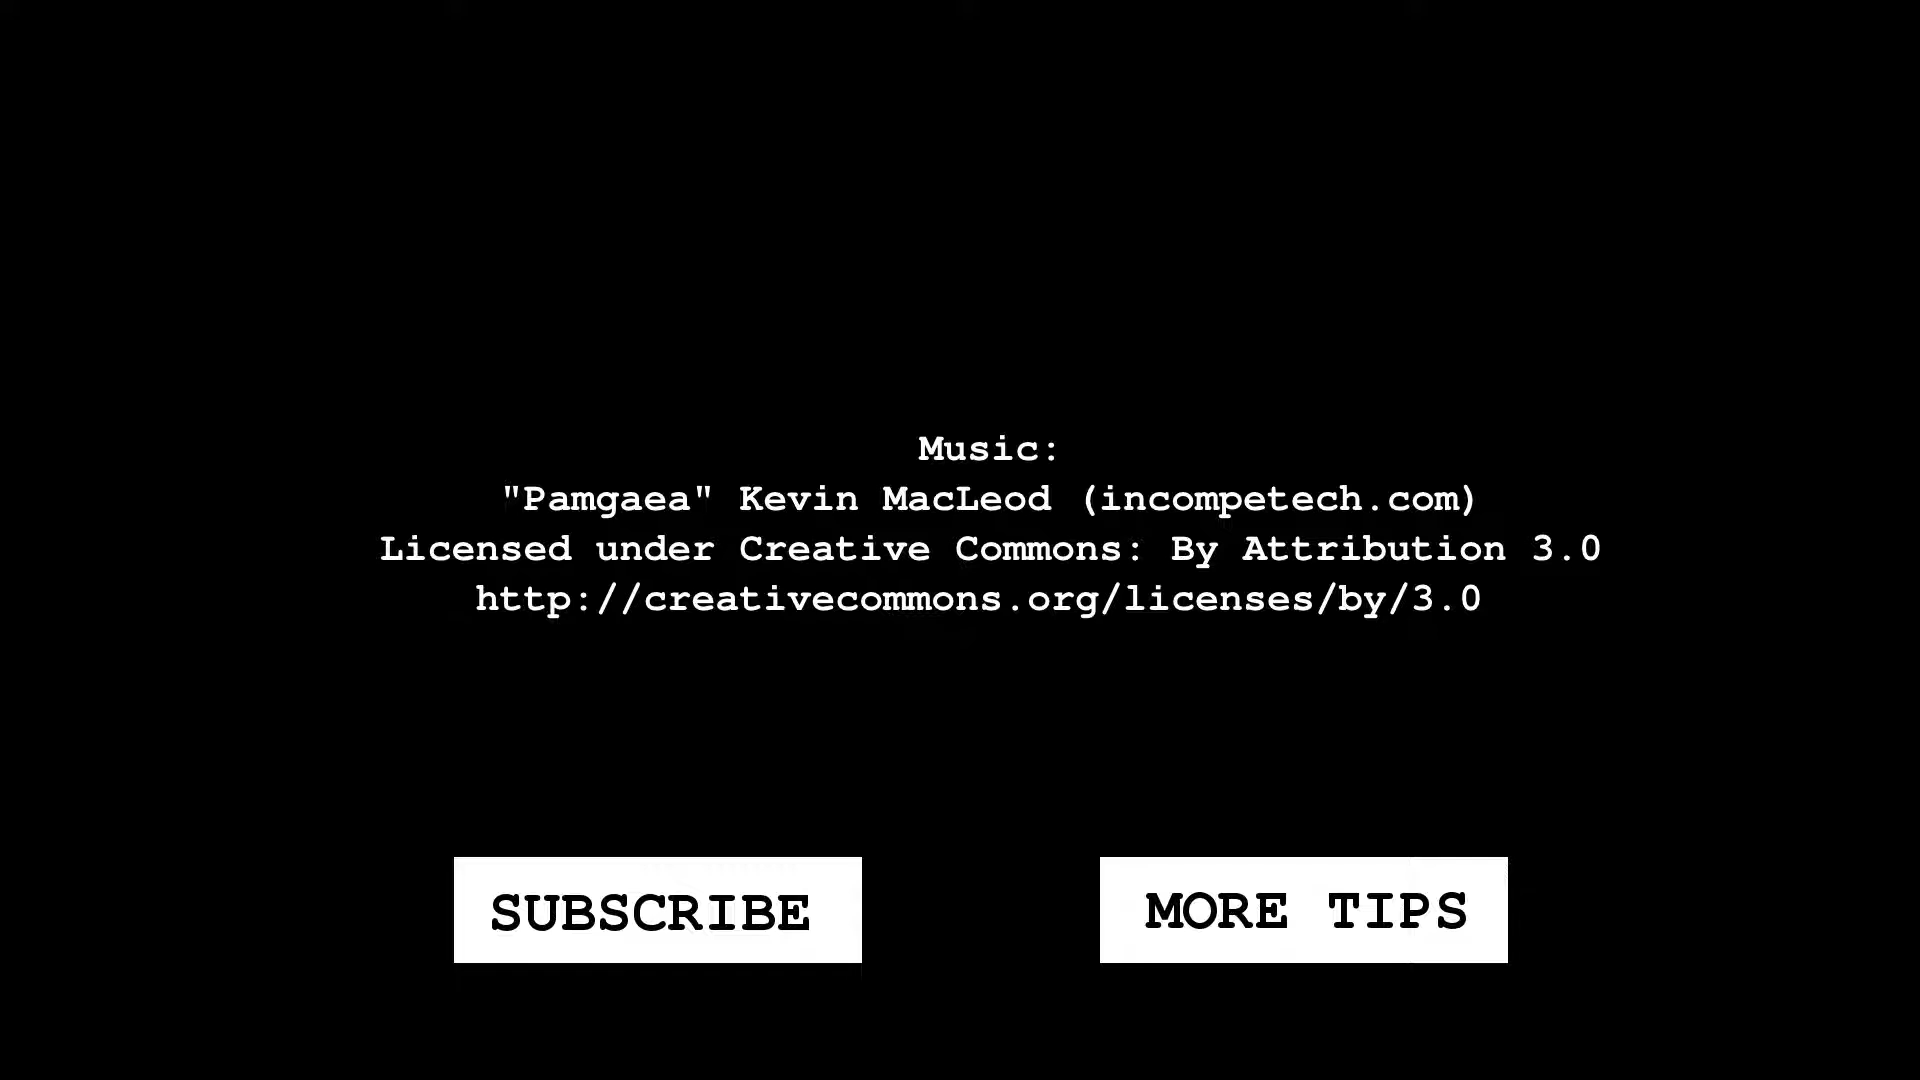 Music:
"Pamgaea" Kevin MacLeod (incompetech.com)
Licensed under Creative Commons: By Attribution 3.0
http://creativecommons.org/licenses/by/3.0
SUBSCRIBE
MORE TIPS